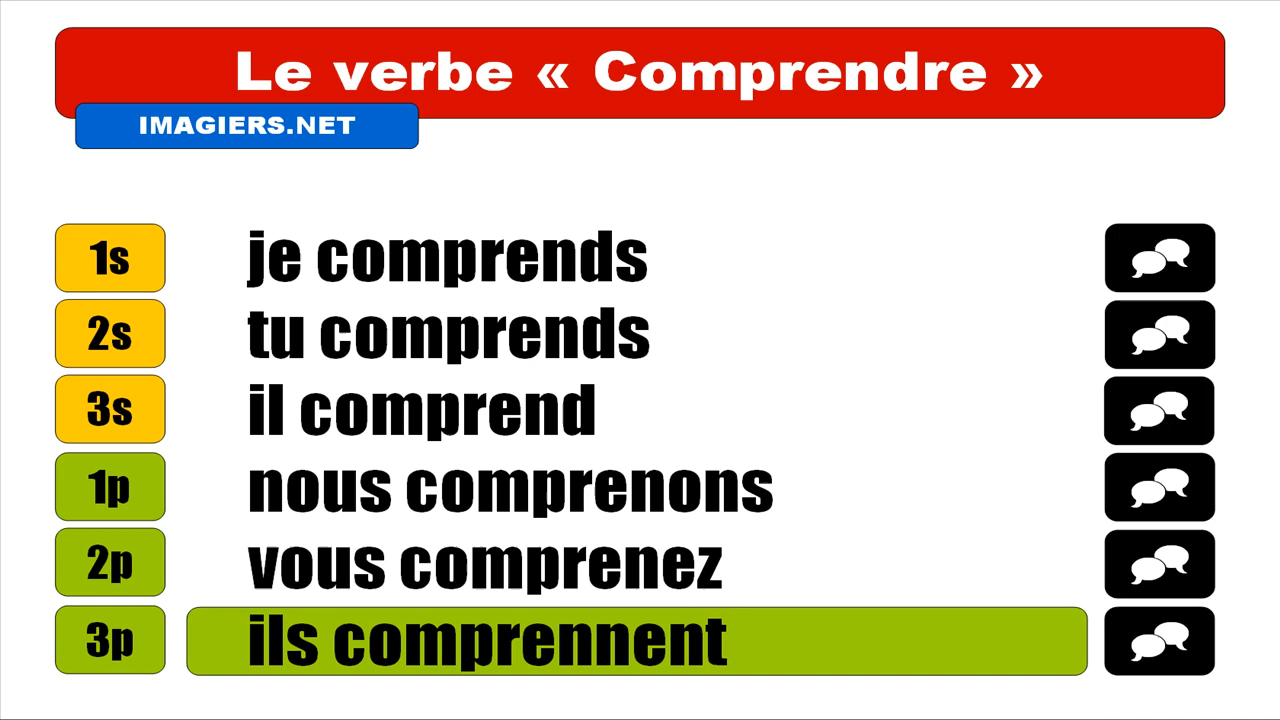 Le verbe « Comprendre »
IMAGIERS.NET
1s je comprends
2s tu comprends
3s il comprend
1p nous comprenons
2p vous comprenez
3p ils comprennent